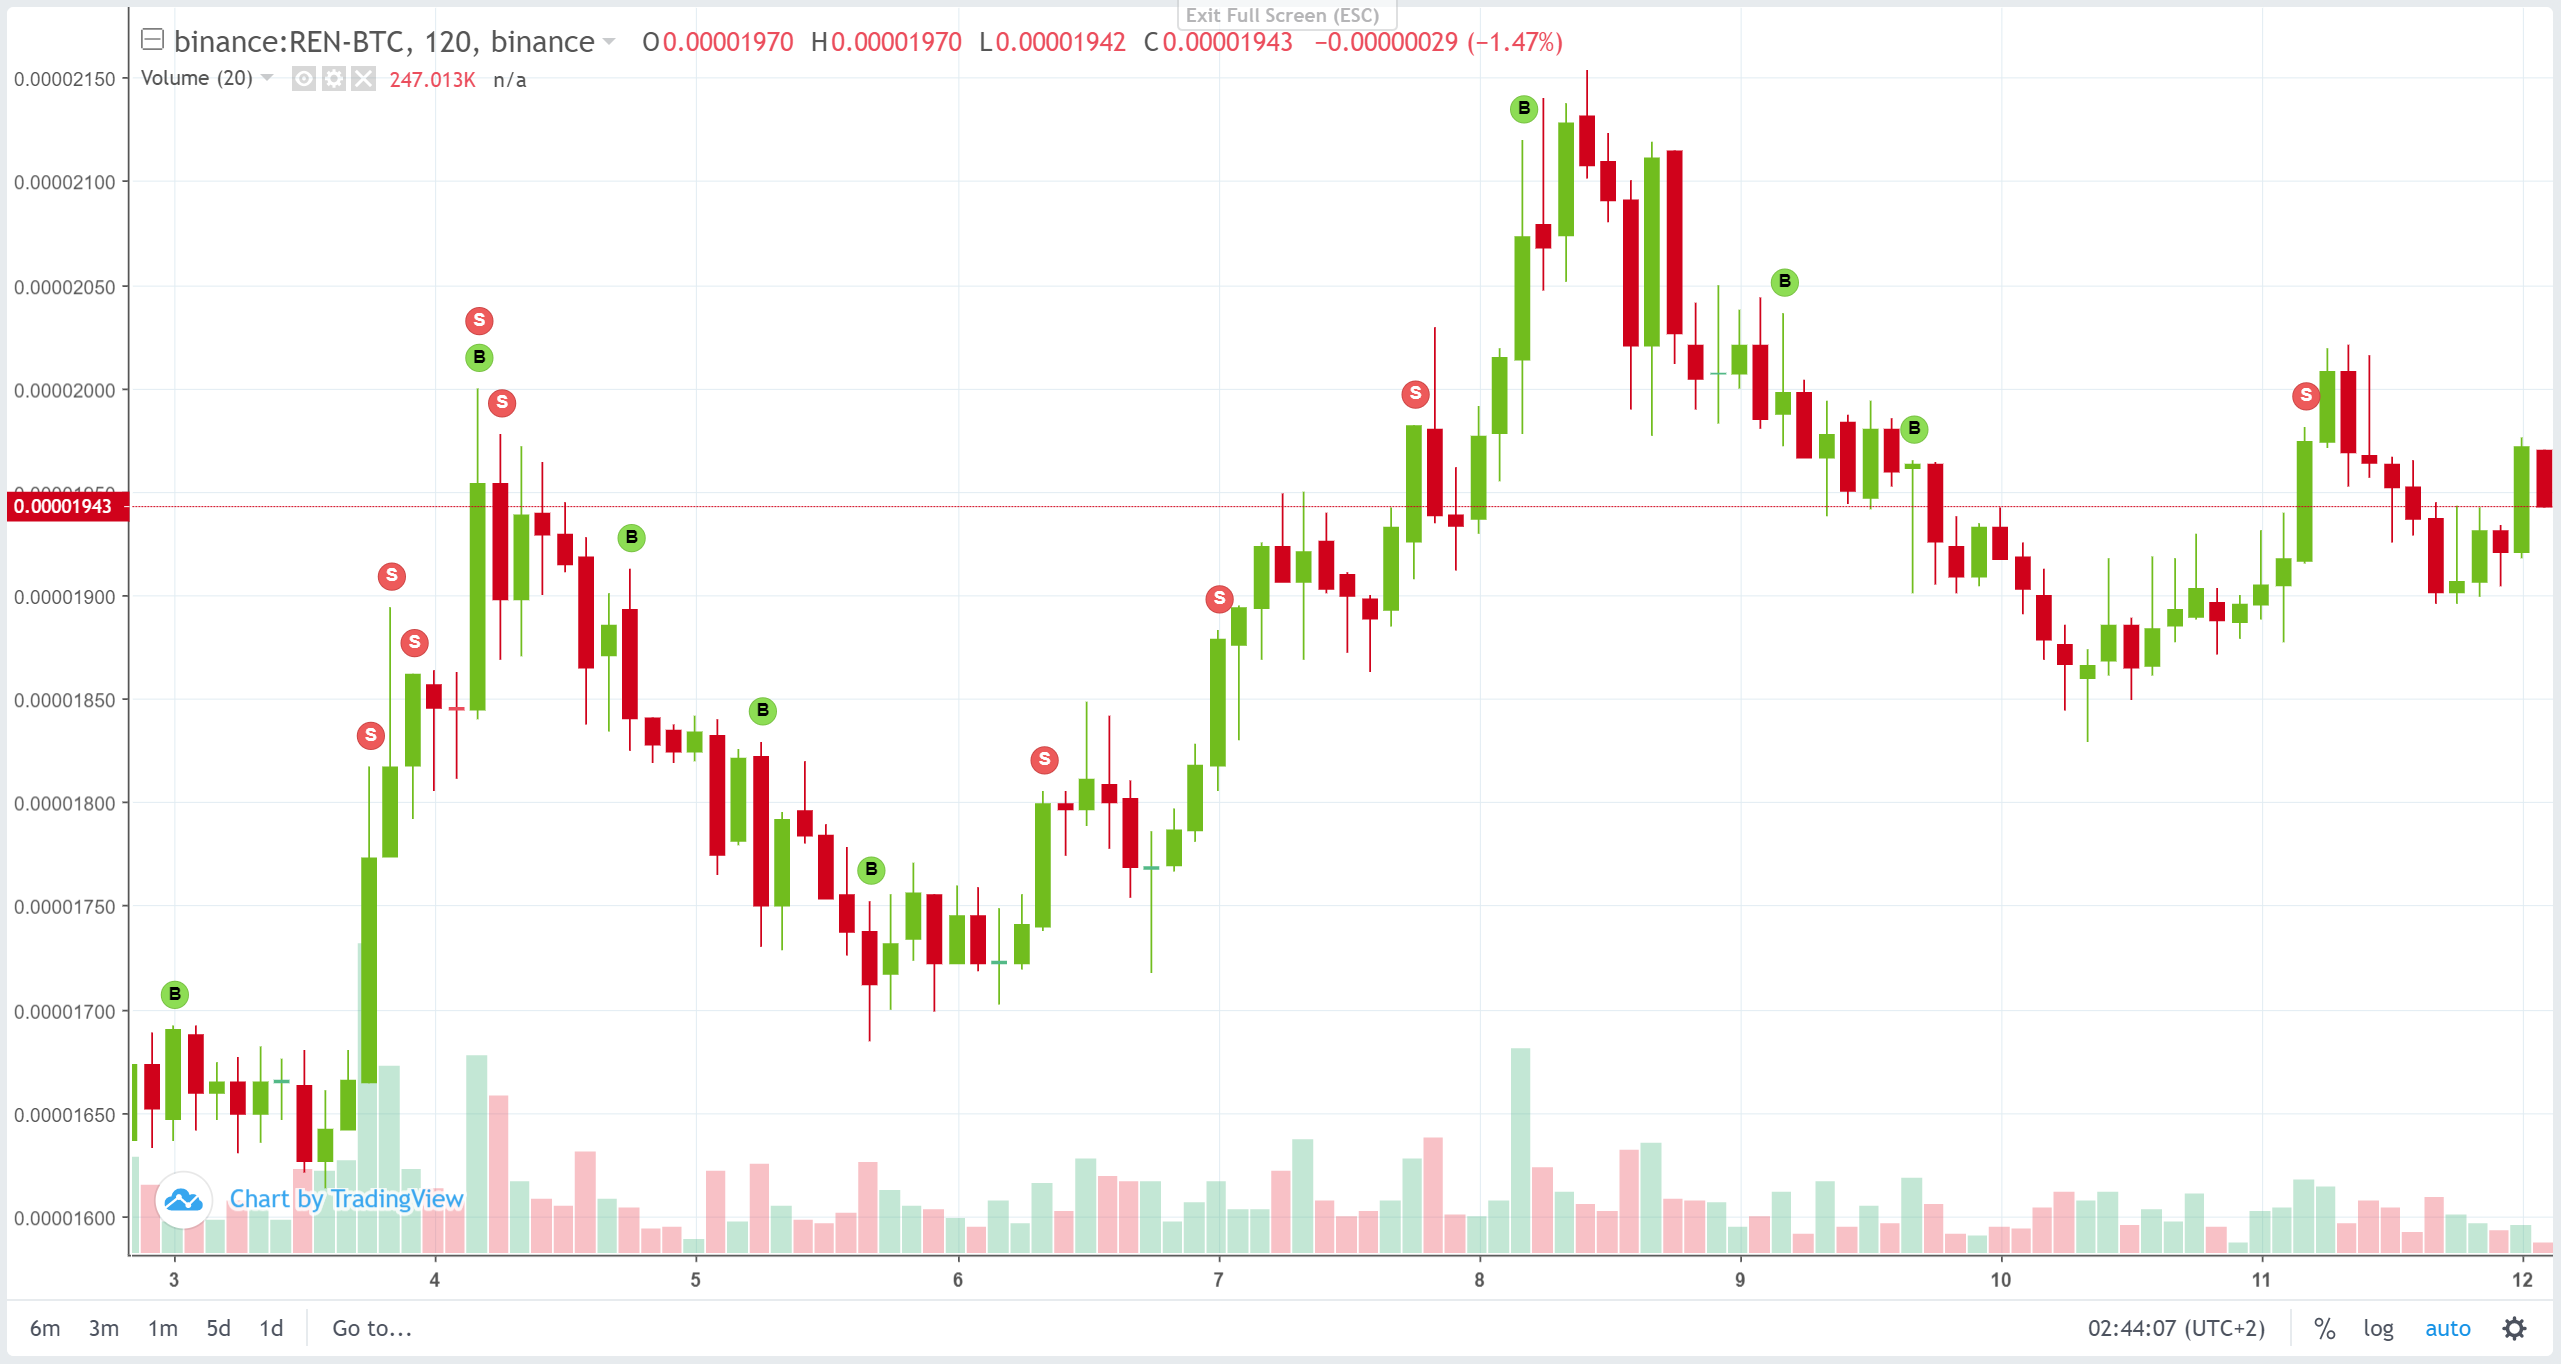 Exit Full Screen (ESC)
binance:REN-BTC, 120, binance O0.00001970 H0.00001970 L0.00001942 C0.00001943 −0.00000029 (−1.47%)
Volume (20) 247.013K n/a
0.00002150
B
0.00002100
0.00002050
B
S
B
0.00002000
S
S
S
B
0.00001943
B
S
0.00001900
S
S
0.00001850
B
S
S
0.00001800
B
0.00001750
B
0.00001700
0.00001650
Chart by TradingView
0.00001600
3 4 5 6 7 8 9 10 11 12
6m 3m 1m 5d 1d Go to... 02:44:07 (UTC+2) % log auto